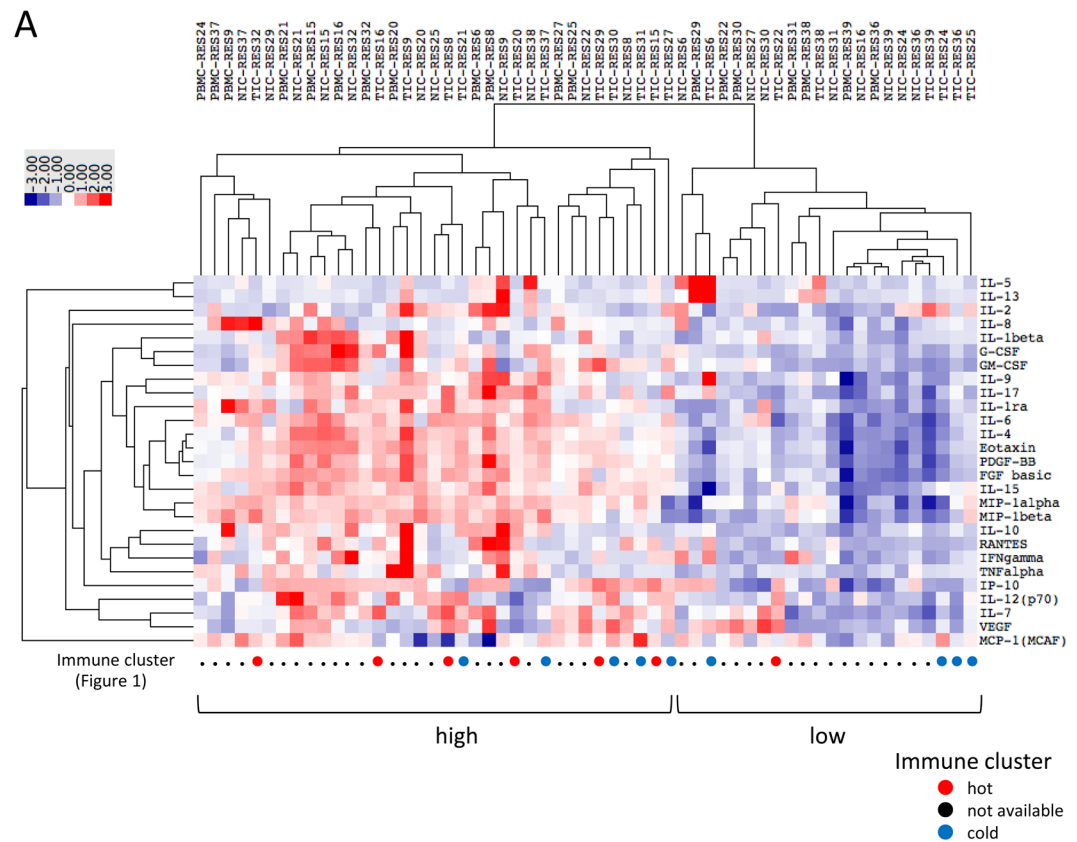 A
PBMC-RES24
PBMC-RES37
PBMC-RES9
NIC-RES37
TIC-RES32
NIC-RES29
PBMC-RES21
NIC-RES21
PBMC-RES15
NIC-RES15
PBMC-RES16
NIC-RES32
PBMC-RES32
TIC-RES16
PBMC-RES20
TIC-RES9
NIC-RES20
NIC-RES25
TIC-RES8
TIC-RES21
PBMC-RES6
PBMC-RES8
NIC-RES9
TIC-RES20
NIC-RES38
TIC-RES37
PBMC-RES27
PBMC-RES25
NIC-RES22
TIC-RES29
TIC-RES30
NIC-RES8
TIC-RES31
TIC-RES15
TIC-RES27
NIC-RES6
PBMC-RES29
TIC-RES6
PBMC-RES22
PBMC-RES30
NIC-RES27
NIC-RES30
TIC-RES22
PBMC-RES31
PBMC-RES38
TIC-RES38
NIC-RES31
PBMC-RES39
NIC-RES16
PBMC-RES36
NIC-RES39
NIC-RES24
NIC-RES36
TIC-RES39
TIC-RES24
TIC-RES36
TIC-RES25
-3.00
-2.00
-1.00
0.00
1.00
2.00
3.00
IL-5
IL-13
IL-2
IL-8
IL-1beta
G-CSF
GM-CSF
IL-9
IL-17
IL-1ra
IL-6
IL-4
Eotaxin
PDGF-BB
FGF basic
IL-15
MIP-1alpha
MIP-1beta
IL-10
RANTES
IFNgamma
TNFalpha
IP-10
IL-12(p70)
IL-7
VEGF
MCP-1(MCAF)
Immune cluster
(Figure 1)
high
low
Immune cluster
hot
not available
cold